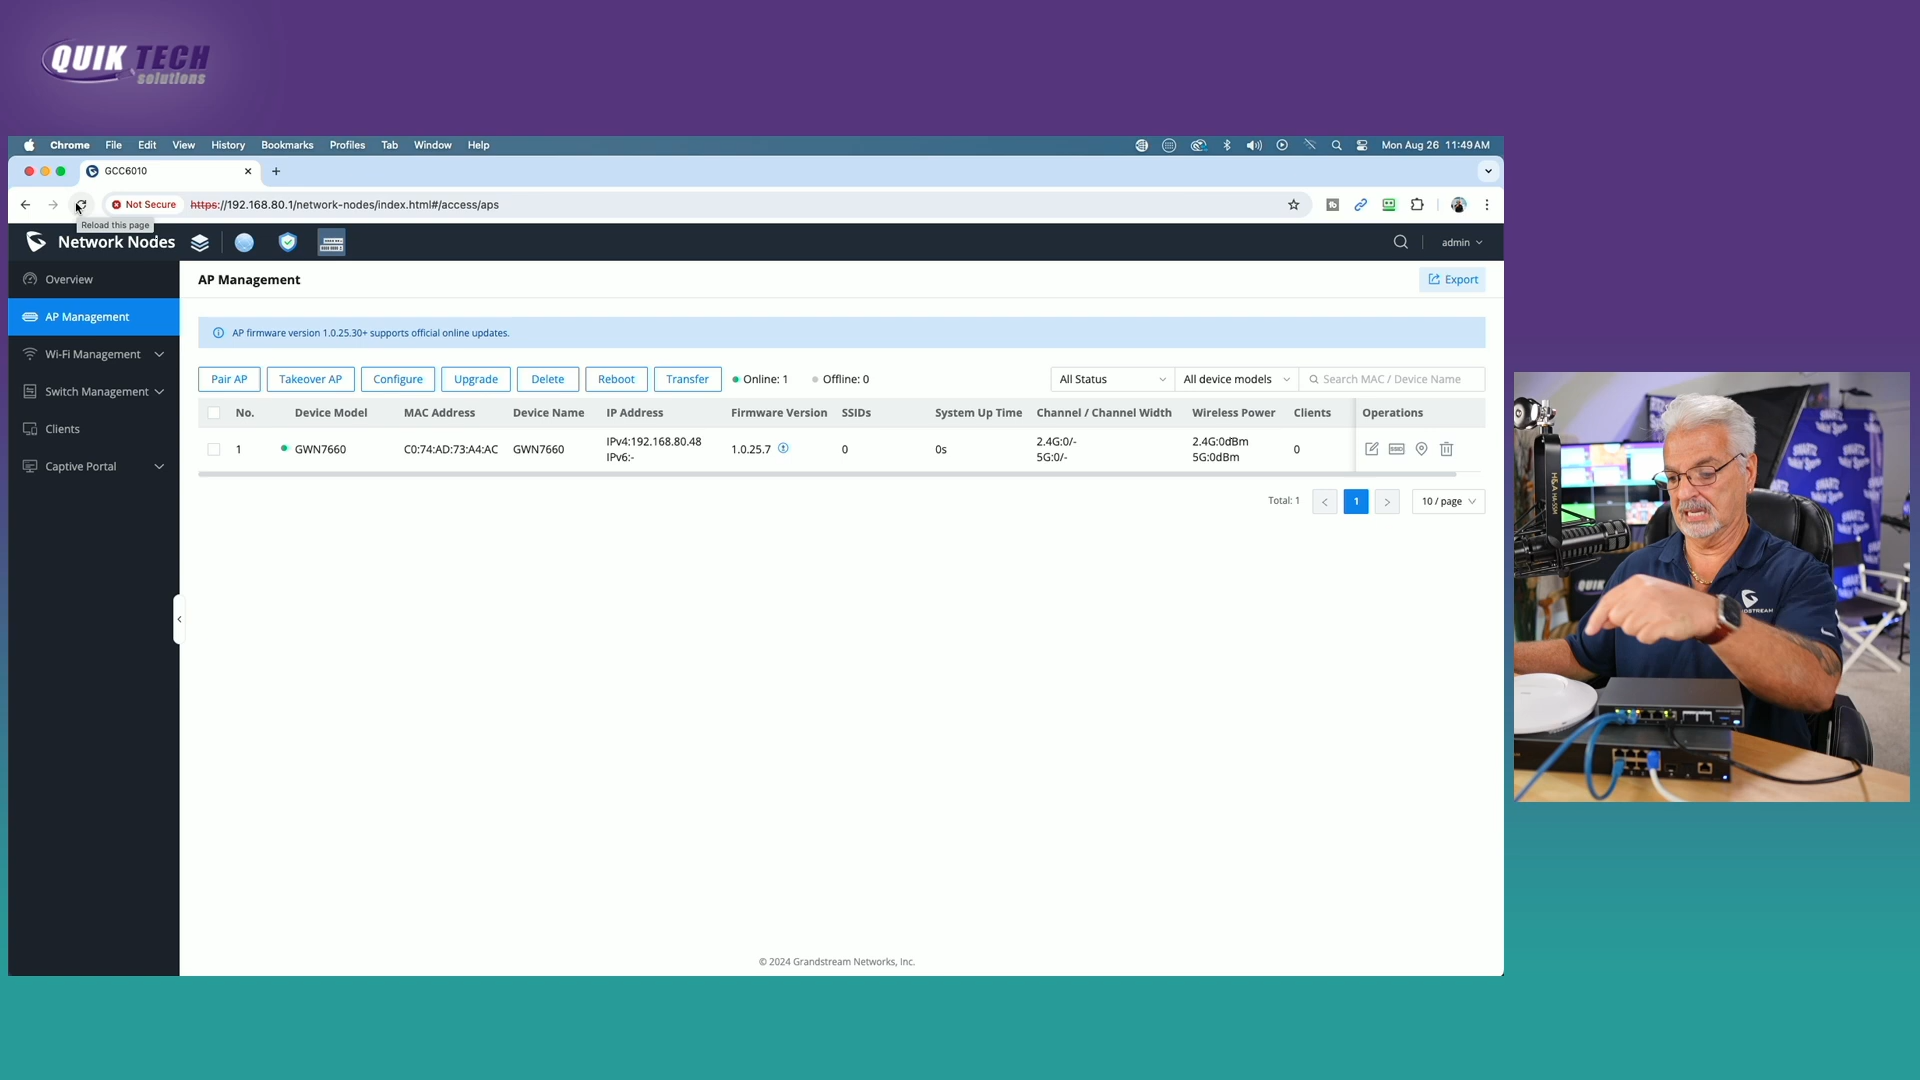 QUIK TECH
solutions
Chrome File Edit View History Bookmarks Profiles Tab Window Help
Mon Aug 26 11:49 AM
GCC6010
Not Secure https://192.168.80.1/network-nodes/index.html#/access/aps
Reload this page
Network Nodes
admin
Overview
AP Management
Wi-Fi Management
Switch Management
Clients
Captive Portal
AP Management
Export
AP firmware version 1.0.25.30+ supports official online updates.
Pair AP Takeover AP Configure Upgrade Delete Reboot Transfer Online: 1 Offline: 0 All Status All device models Search MAC / Device Name
No. Device Model MAC Address Device Name IP Address Firmware Version SSIDs System Up Time Channel / Channel Width Wireless Power Clients Operations
1 GWN7660 C0:74:AD:73:A4:AC GWN7660 IPv4:192.168.80.48 1.0.25.7 0 0s 2.4G:0/- 2.4G:0dBm 0
IPv6:- 5G:0/- 5G:0dBm
Total: 1 < 1 > 10 / page
© 2024 Grandstream Networks, Inc.
QUIK